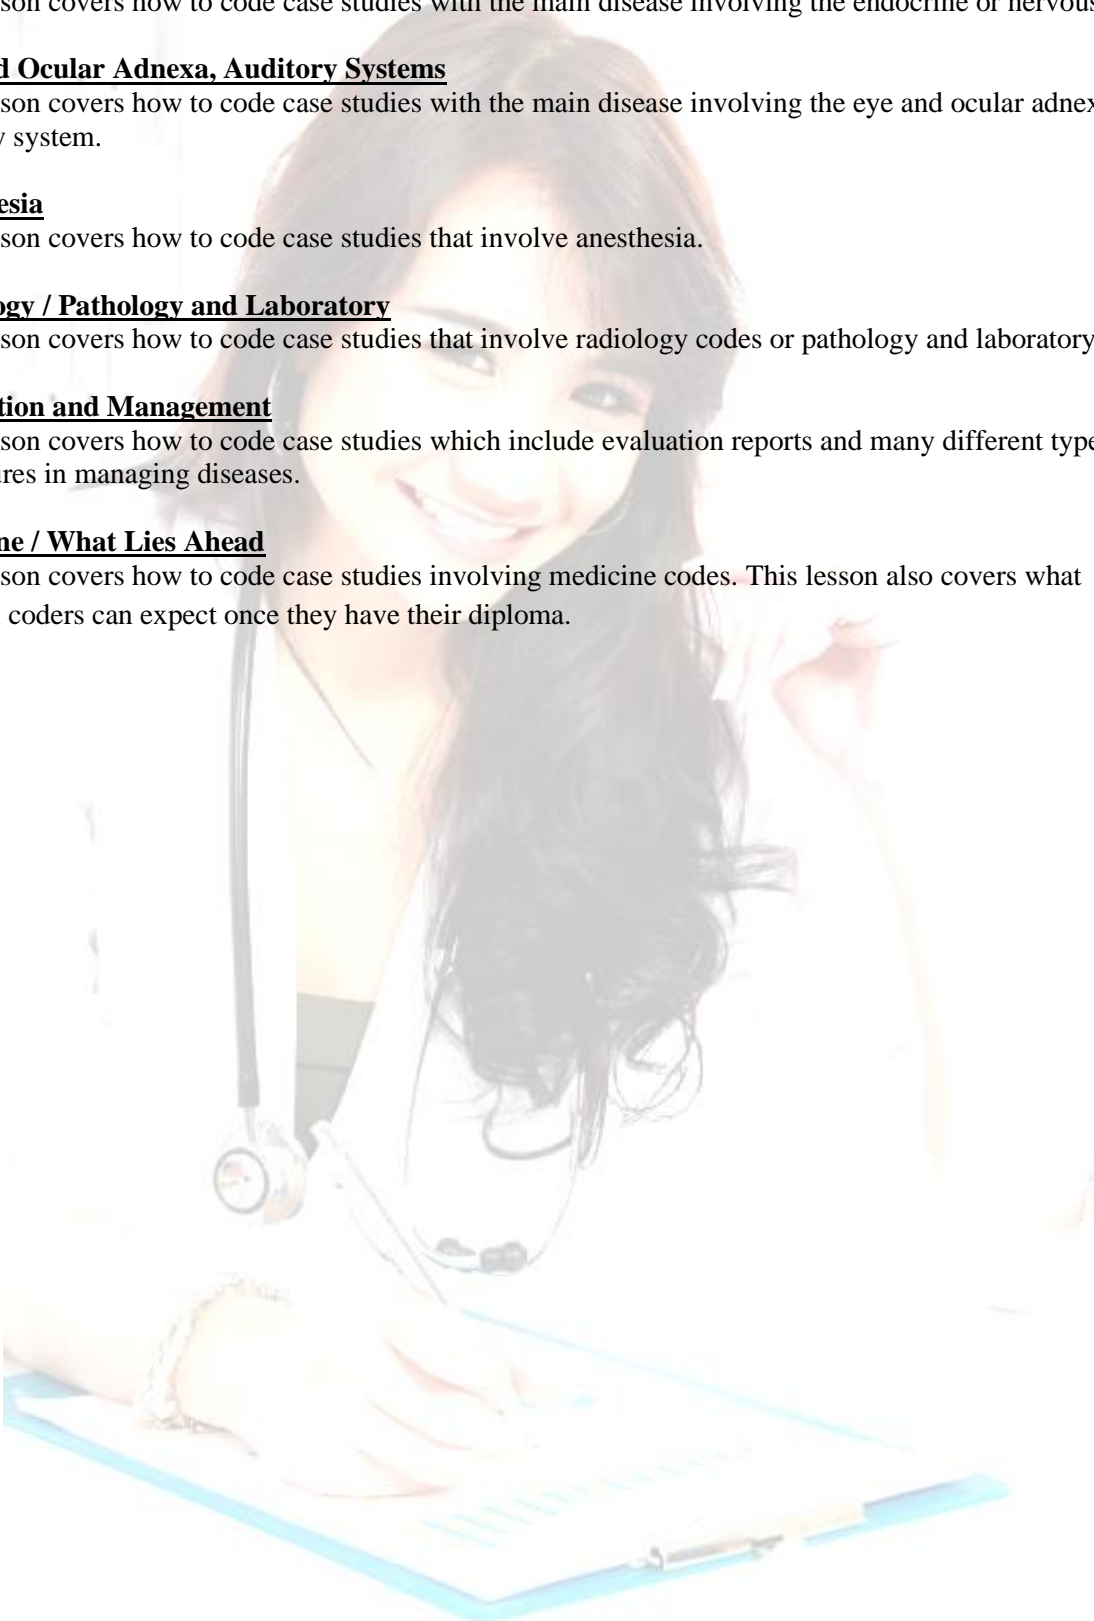 son covers how to code case studies with the main disease involving the endocrine or nervous
d Ocular Adnexa, Auditory Systems
son covers how to code case studies with the main disease involving the eye and ocular adnex
y system.
esia
son covers how to code case studies that involve anesthesia.
ogy / Pathology and Laboratory
son covers how to code case studies that involve radiology codes or pathology and laboratory
tion and Management
son covers how to code case studies which include evaluation reports and many different type
ures in managing diseases.
ne / What Lies Ahead
son covers how to code case studies involving medicine codes. This lesson also covers what
coders can expect once they have their diploma.